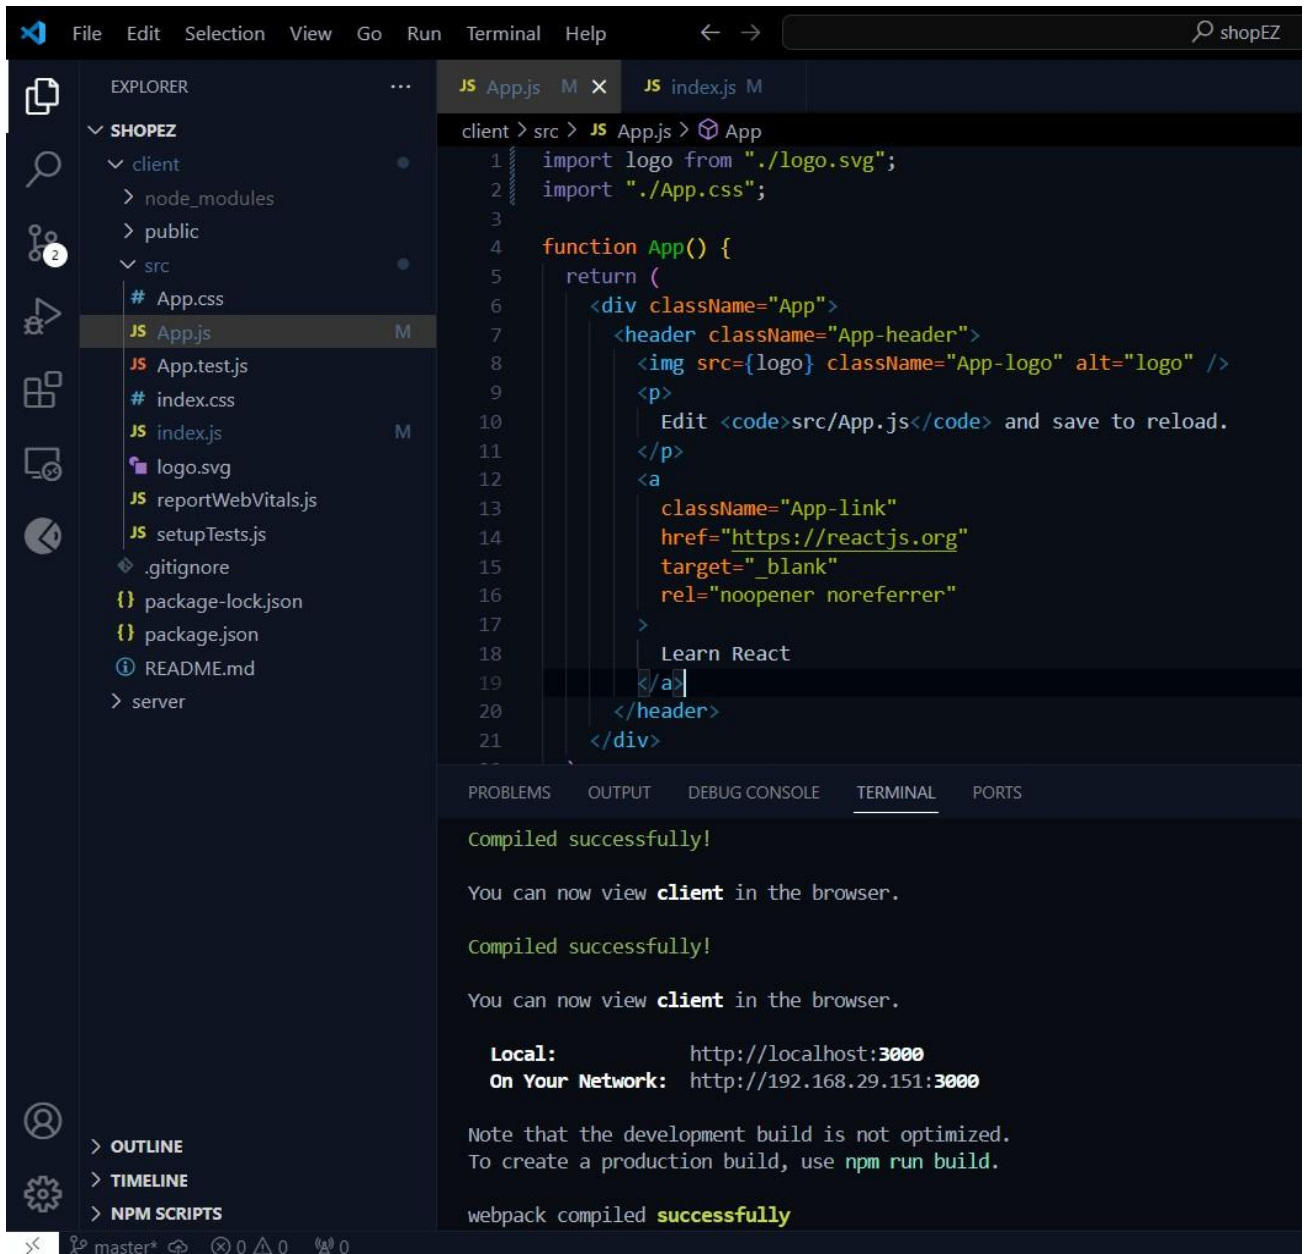 File Edit Selection View Go Run Terminal Help shopEZ
EXPLORER ...
SHOPEZ
client
node_modules
public
src
# App.css
JS App.js M
JS App.test.js
# index.css
JS index.js M
logo.svg
JS reportWebVitals.js
JS setupTests.js
.gitignore
{} package-lock.json
{} package.json
README.md
server
2
OUTLINE
TIMELINE
NPM SCRIPTS
JS App.js M × JS index.js M
client > src > JS App.js > App
1 import logo from "./logo.svg";
2 import "./App.css";
3
4 function App() {
5 return (
6 <div className="App">
7 <header className="App-header">
8 <img src={logo} className="App-logo" alt="logo" />
9 <p>
10 Edit <code>src/App.js</code> and save to reload.
11 </p>
12 <a
13 className="App-link"
14 href="https://reactjs.org"
15 target="_blank"
16 rel="noopener noreferrer"
17 >
18 Learn React
19 </a>
20 </header>
21 </div>
PROBLEMS OUTPUT DEBUG CONSOLE TERMINAL PORTS
Compiled successfully!
You can now view client in the browser.
Compiled successfully!
You can now view client in the browser.
Local: http://localhost:3000
On Your Network: http://192.168.29.151:3000
Note that the development build is not optimized.
To create a production build, use npm run build.
webpack compiled successfully
master* 0 0 0